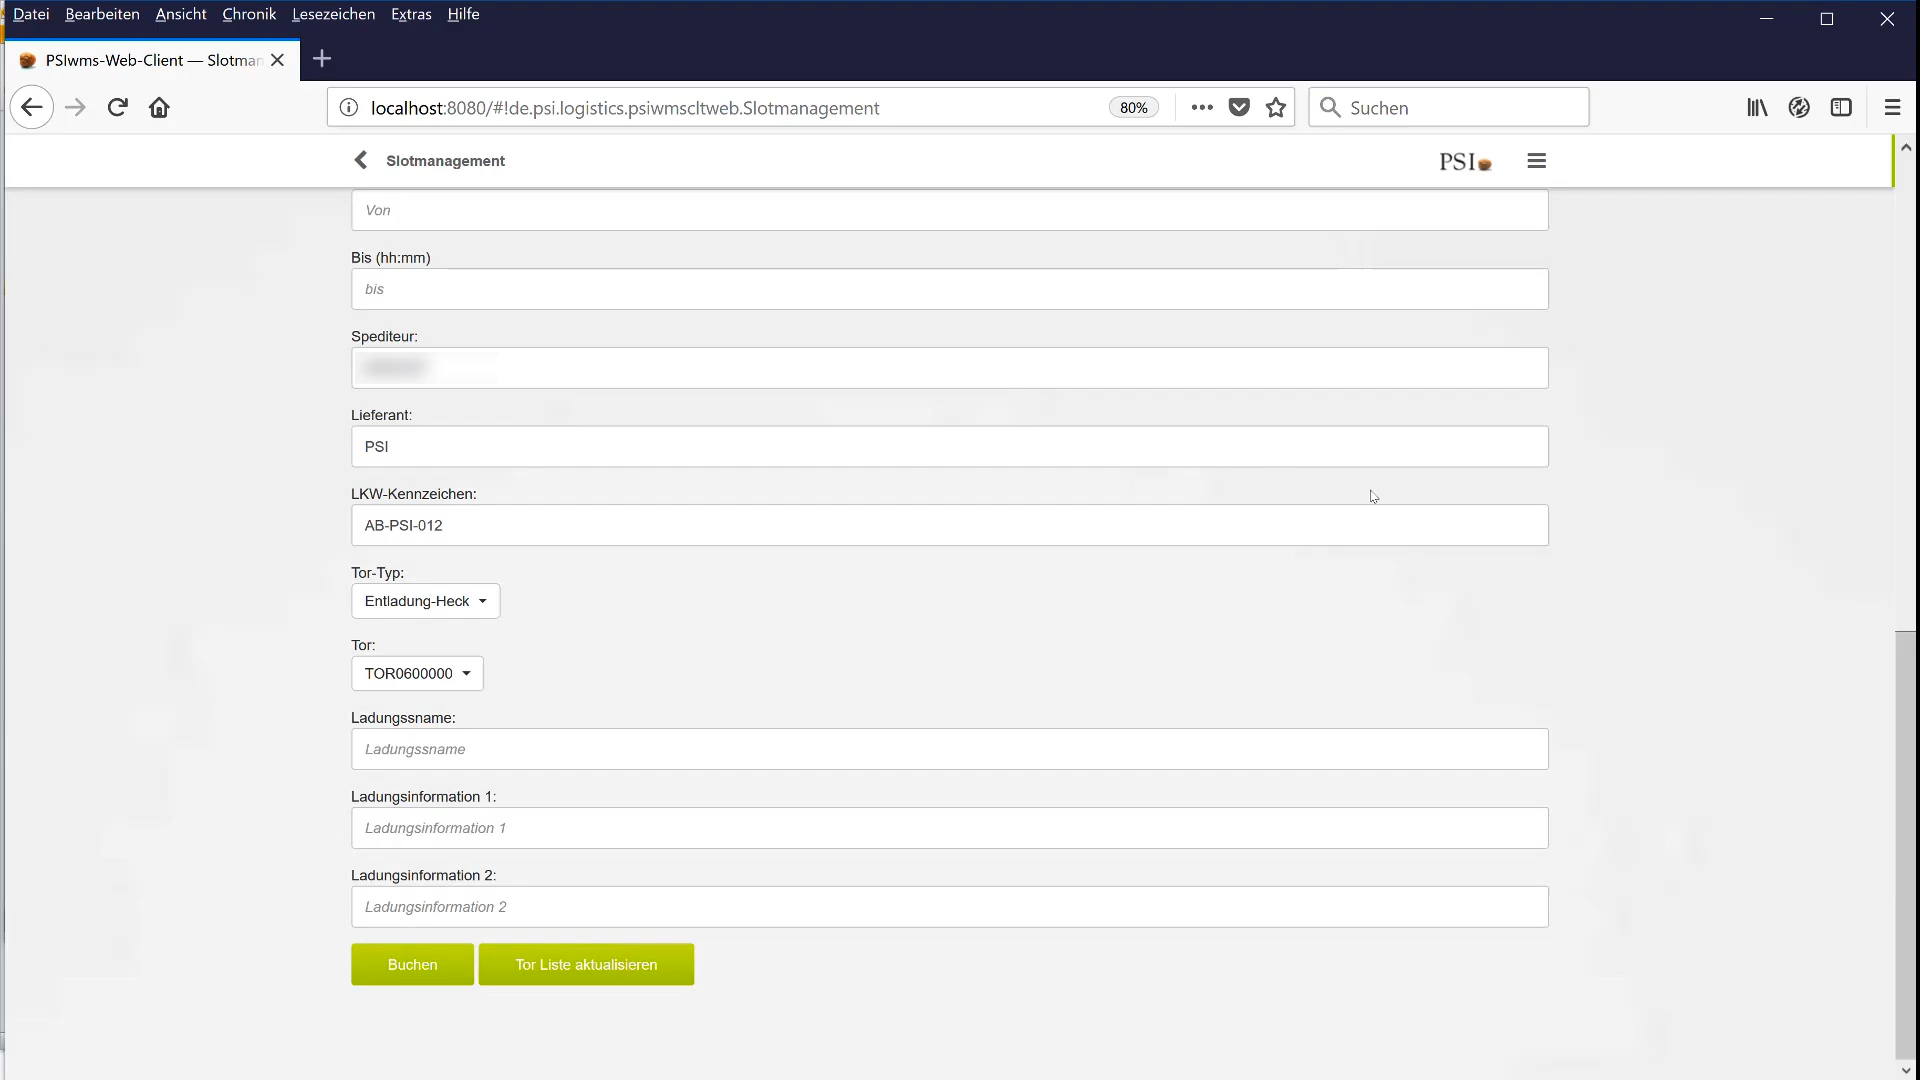 Datei Bearbeiten Ansicht Chronik Lesezeichen Extras Hilfe
PSIwms-Web-Client — Slotman
localhost:8080/#!de.psi.logistics.psiwmscltweb.Slotmanagement 80% Suchen
Slotmanagement PSI
Von
Bis (hh:mm)
bis
Spediteur:
Lieferant:
PSI
LKW-Kennzeichen:
AB-PSI-012
Tor-Typ:
Entladung-Heck
Tor:
TOR0600000
Ladungssname:
Ladungssname
Ladungsinformation 1:
Ladungsinformation 1
Ladungsinformation 2:
Ladungsinformation 2
Buchen Tor Liste aktualisieren